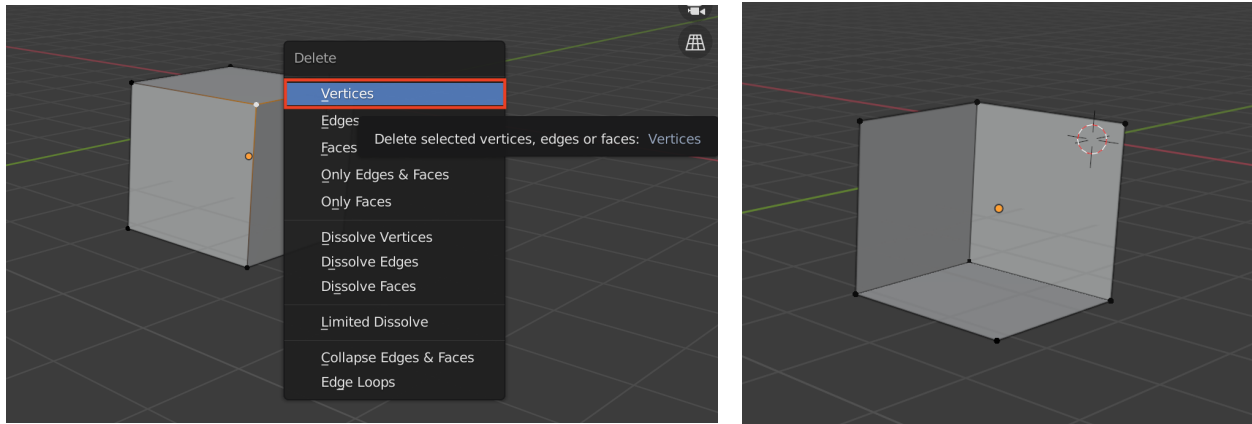 Delete
Vertices
Edges
Delete selected vertices, edges or faces: Vertices
Faces
Only Edges & Faces
Only Faces
Dissolve Vertices
Dissolve Edges
Dissolve Faces
Limited Dissolve
Collapse Edges & Faces
Edge Loops